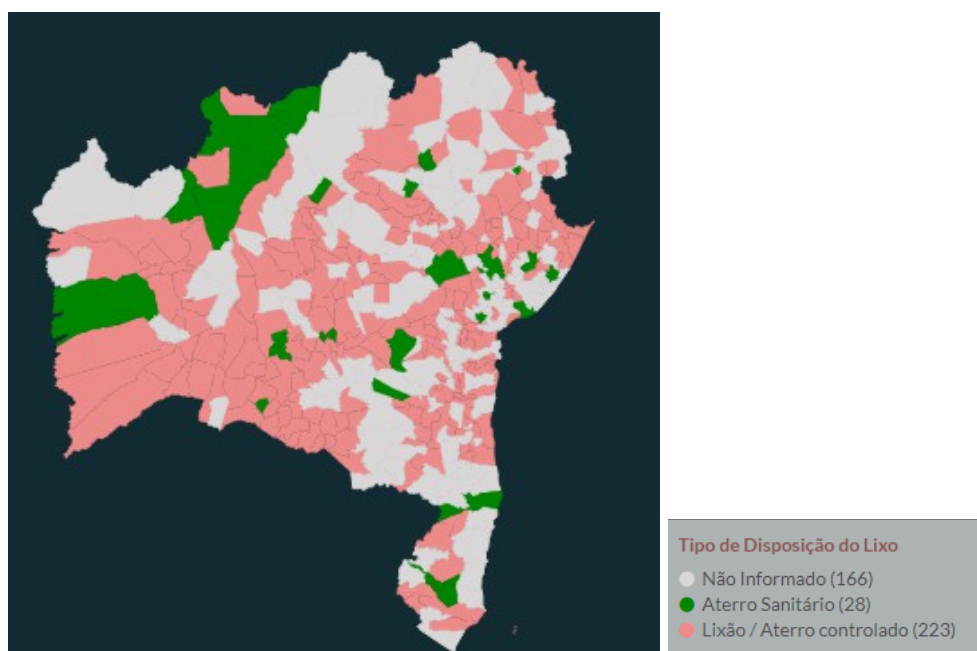 Tipo de Disposição do Lixo
Não Informado (166)
Aterro Sanitário (28)
Lixão / Aterro controlado (223)